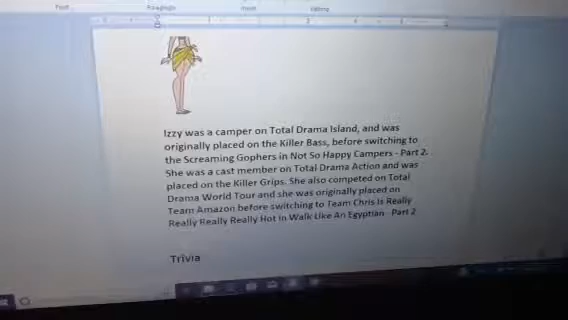 Paragraph
Editing
Izzy was a camper on Total Drama Island, and was
originally placed on the Killer Bass, before switching to
the Screaming Gophers in Not So Happy Campers - Part 2.
She was a cast member on Total Drama Action and was
placed on the Killer Grips. She also competed on Total
Drama World Tour and she was originally placed on
Team Amazon before switching to Team Chris Is Really
Really Really Really Hot in Walk Like An Egyptian - Part 2
Trivia